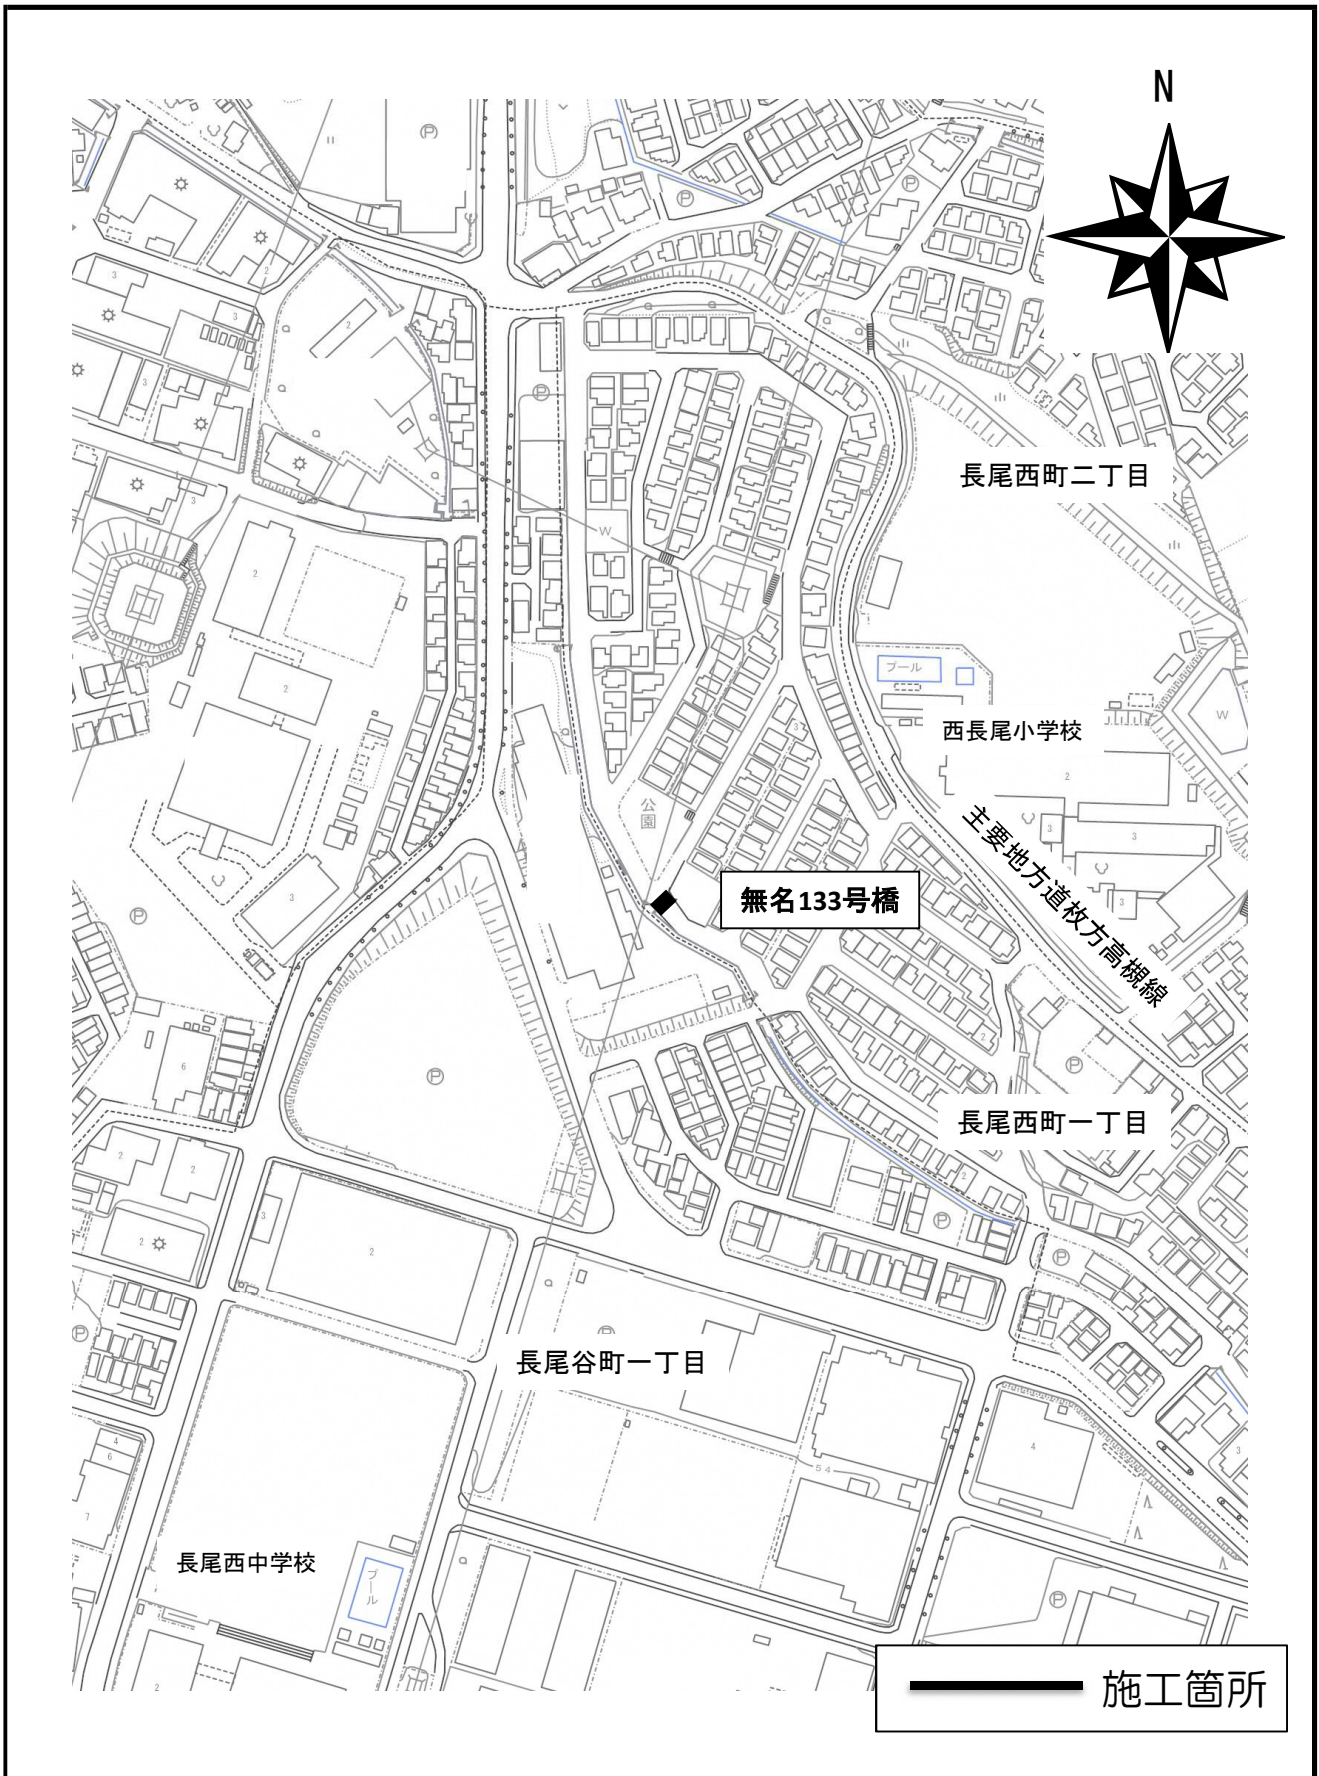 N
長尾西町二丁目
プール
西長尾小学校
主要地方道枚方高槻線
公園
無名133号橋
長尾西町一丁目
長尾谷町一丁目
54
長尾西中学校
プール
施工箇所